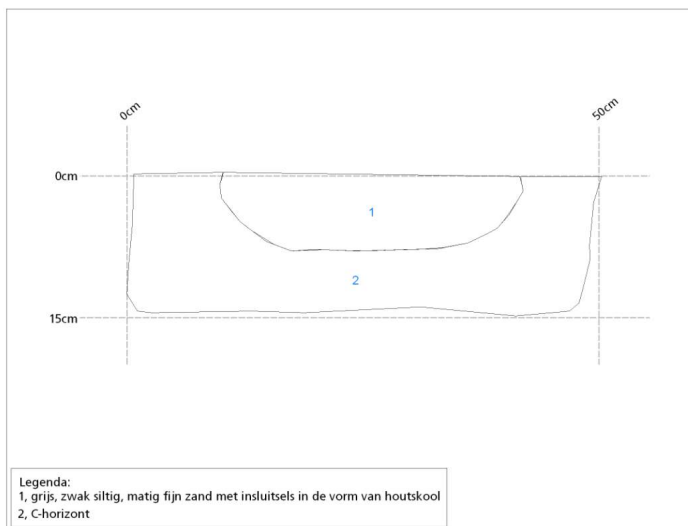 0cm
50cm
0cm
1
2
15cm
Legenda:
1, grijs, zwak siltig, matig fijn zand met insluitsels in de vorm van houtskool
2, C-horizont